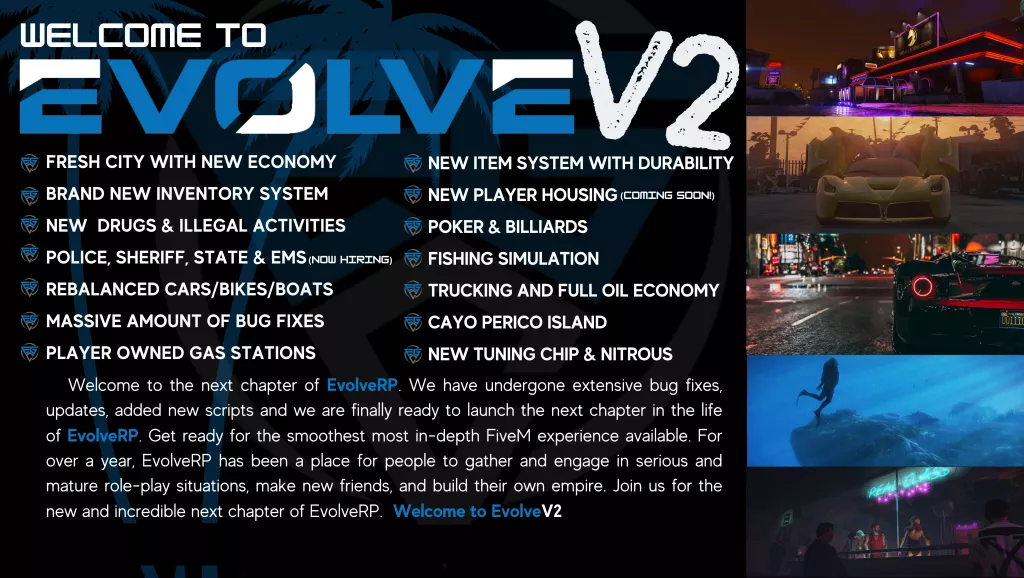 WELCOME TO
EVOLVE V2
FRESH CITY WITH NEW ECONOMY
BRAND NEW INVENTORY SYSTEM
NEW DRUGS & ILLEGAL ACTIVITIES
POLICE, SHERIFF, STATE & EMS (NOW HIRING)
REBALANCED CARS/BIKES/BOATS
MASSIVE AMOUNT OF BUG FIXES
PLAYER OWNED GAS STATIONS
NEW ITEM SYSTEM WITH DURABILITY
NEW PLAYER HOUSING (COMING SOON!)
POKER & BILLIARDS
FISHING SIMULATION
TRUCKING AND FULL OIL ECONOMY
CAYO PERICO ISLAND
NEW TUNING CHIP & NITROUS
Welcome to the next chapter of EvolveRP. We have undergone extensive bug fixes,
updates, added new scripts and we are finally ready to launch the next chapter in the life
of EvolveRP. Get ready for the smoothest most in-depth FiveM experience available. For
over a year, EvolveRP has been a place for people to gather and engage in serious and
mature role-play situations, make new friends, and build their own empire. Join us for the
new and incredible next chapter of EvolveRP. Welcome to EvolveV2